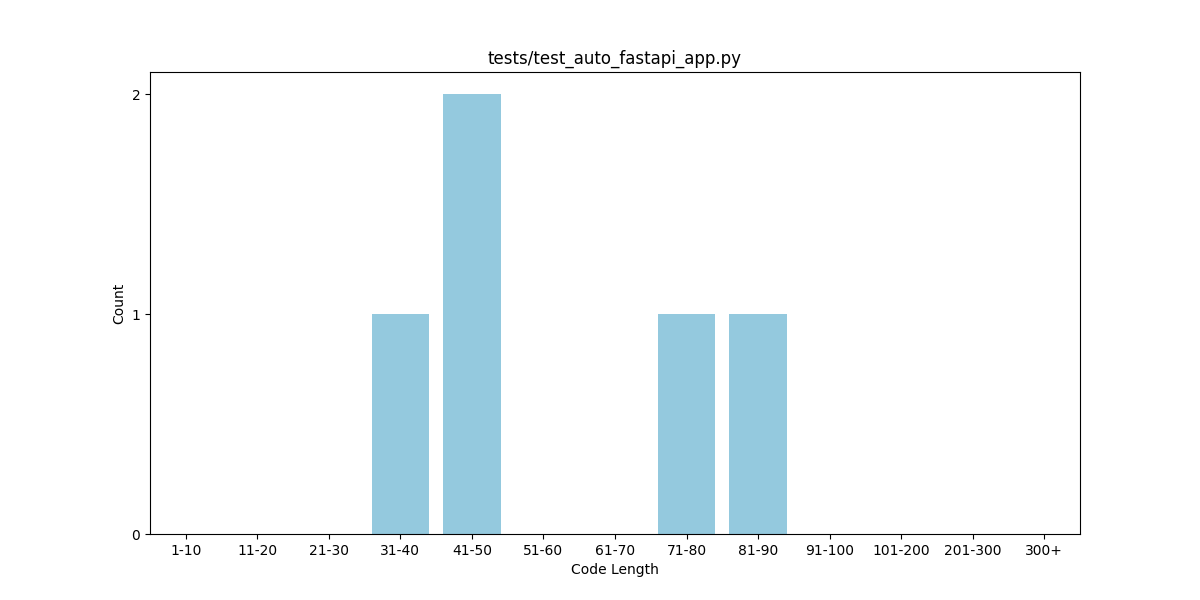 tests/test_auto_fastapi_app.py
2
1
0
Count
1-10 11-20 21-30 31-40 41-50 51-60 61-70 71-80 81-90 91-100 101-200 201-300 300+
Code Length